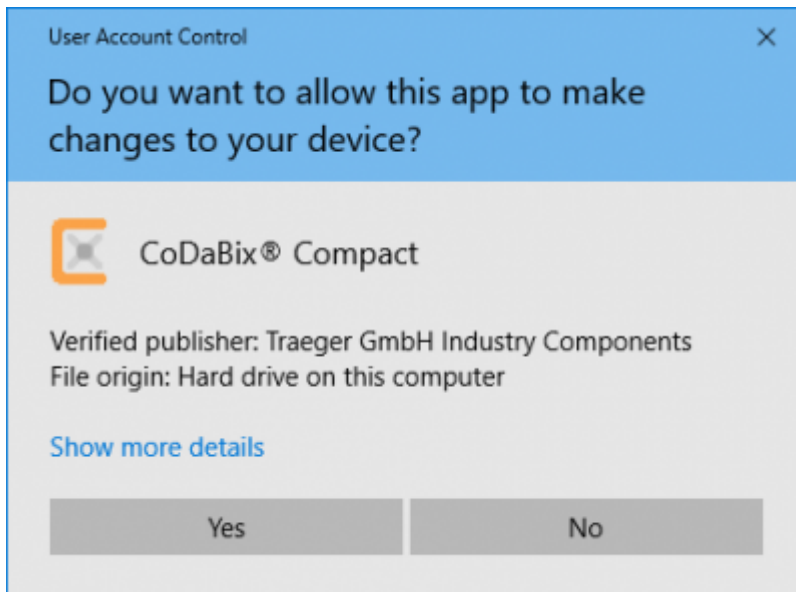 User Account Control
Do you want to allow this app to make
changes to your device?
CoDaBix® Compact
Verified publisher: Traeger GmbH Industry Components
File origin: Hard drive on this computer
Show more details
Yes
No